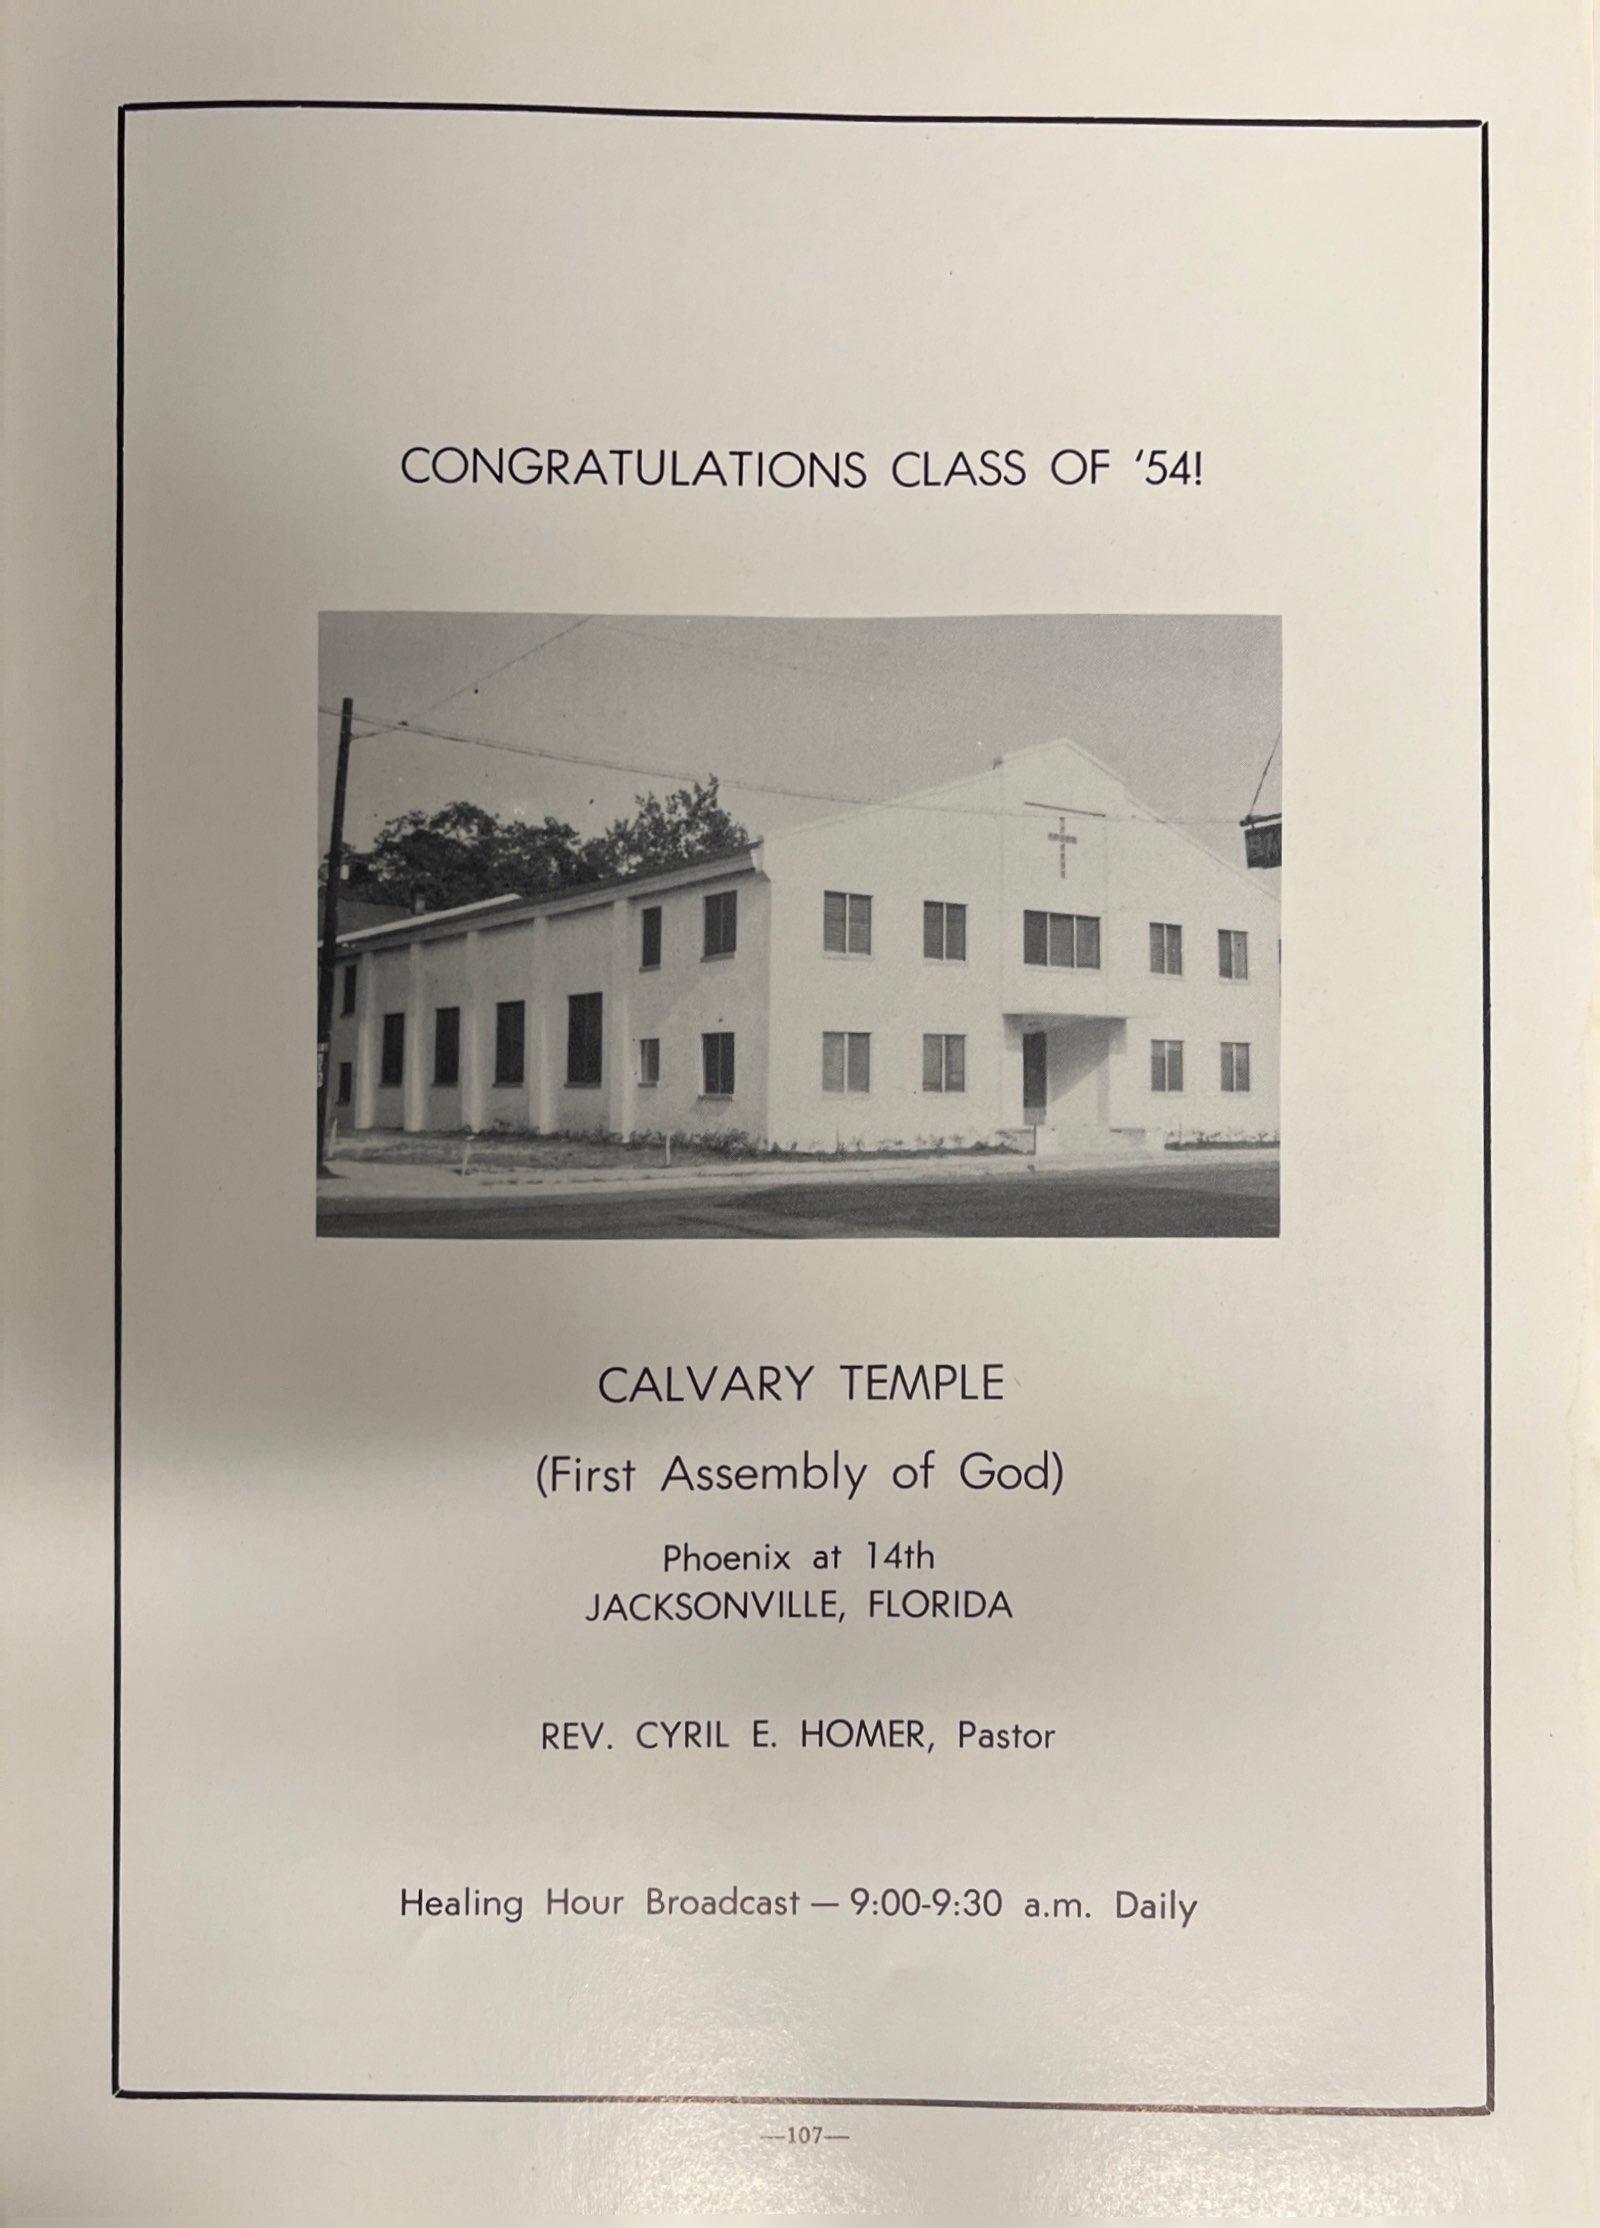 CONGRATULATIONS CLASS OF '54!
CALVARY TEMPLE
(First Assembly of God)
Phoenix at 14th
JACKSONVILLE, FLORIDA
REV. CYRIL E. HOMER, Pastor
Healing Hour Broadcast — 9:00-9:30 a.m. Daily
—107—